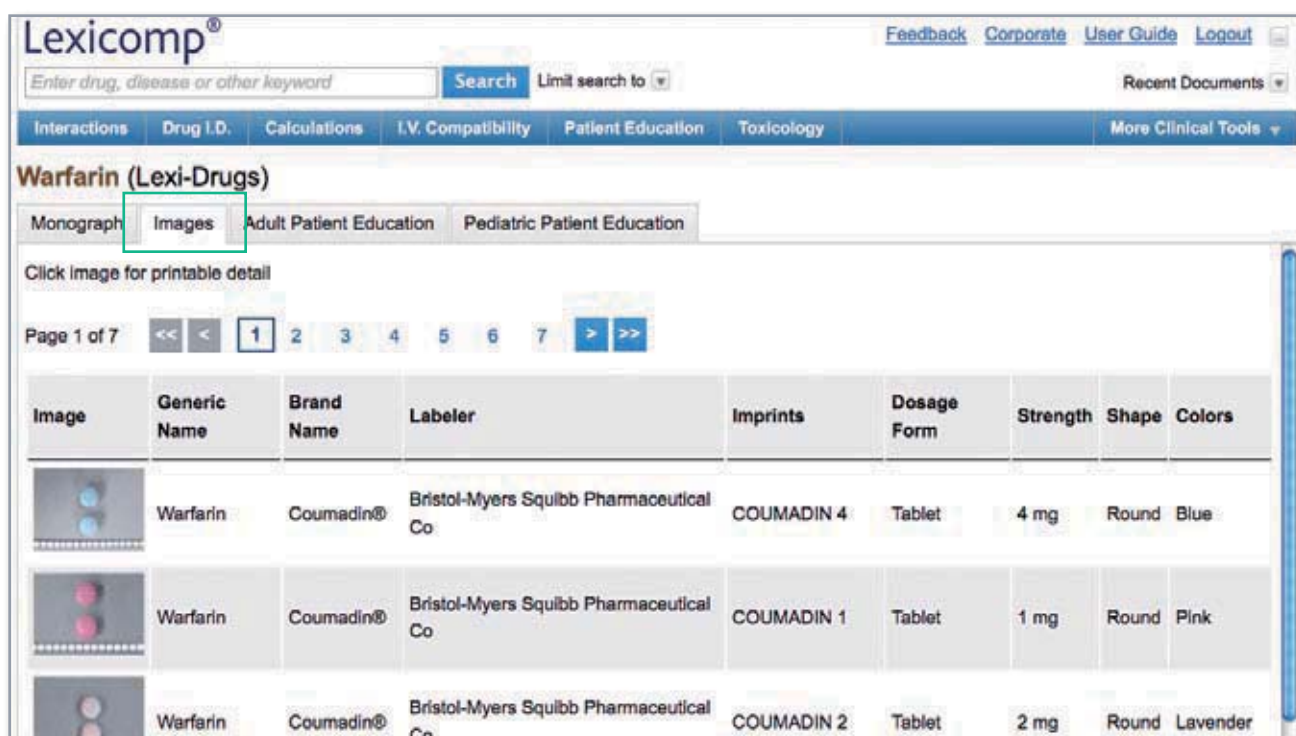 Lexicomp®
Feedback Corporate User Guide Logout
Enter drug, disease or other keyword Search Limit search to Recent Documents
Interactions Drug I.D. Calculations I.V. Compatibility Patient Education Toxicology More Clinical Tools
Warfarin (Lexi-Drugs)
Monograph Images Adult Patient Education Pediatric Patient Education
Click image for printable detail
Page 1 of 7 << < 1 2 3 4 5 6 7 > >>
Image Generic Name Brand Name Labeler Imprints Dosage Form Strength Shape Colors
Warfarin Coumadin® Bristol-Myers Squibb Pharmaceutical Co COUMADIN 4 Tablet 4 mg Round Blue
Warfarin Coumadin® Bristol-Myers Squibb Pharmaceutical Co COUMADIN 1 Tablet 1 mg Round Pink
Warfarin Coumadin® Bristol-Myers Squibb Pharmaceutical Co COUMADIN 2 Tablet 2 mg Round Lavender